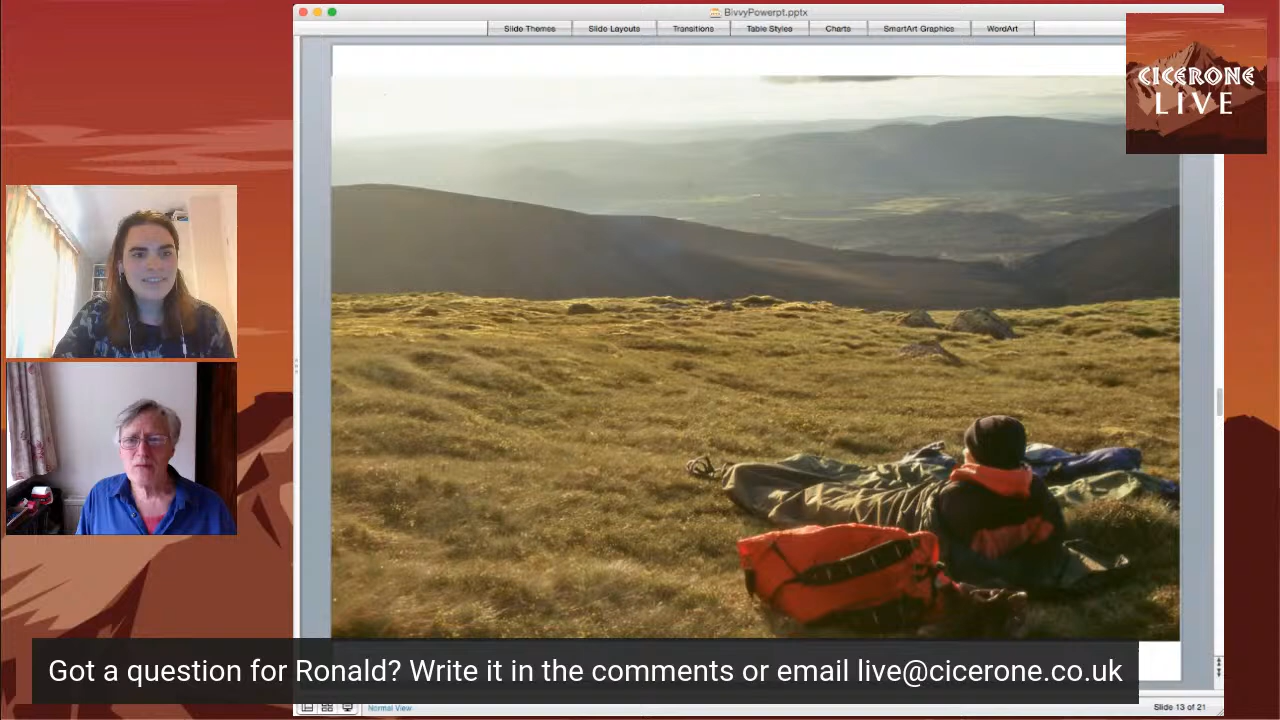 BivvyPowerpt.pptx
Slide Themes
Slide Layouts
Transitions
Table Styles
Charts
SmartArt Graphics
WordArt
CICERONE
LIVE
Got a question for Ronald? Write it in the comments or email live@cicerone.co.uk
Normal View
Slide 13 of 21